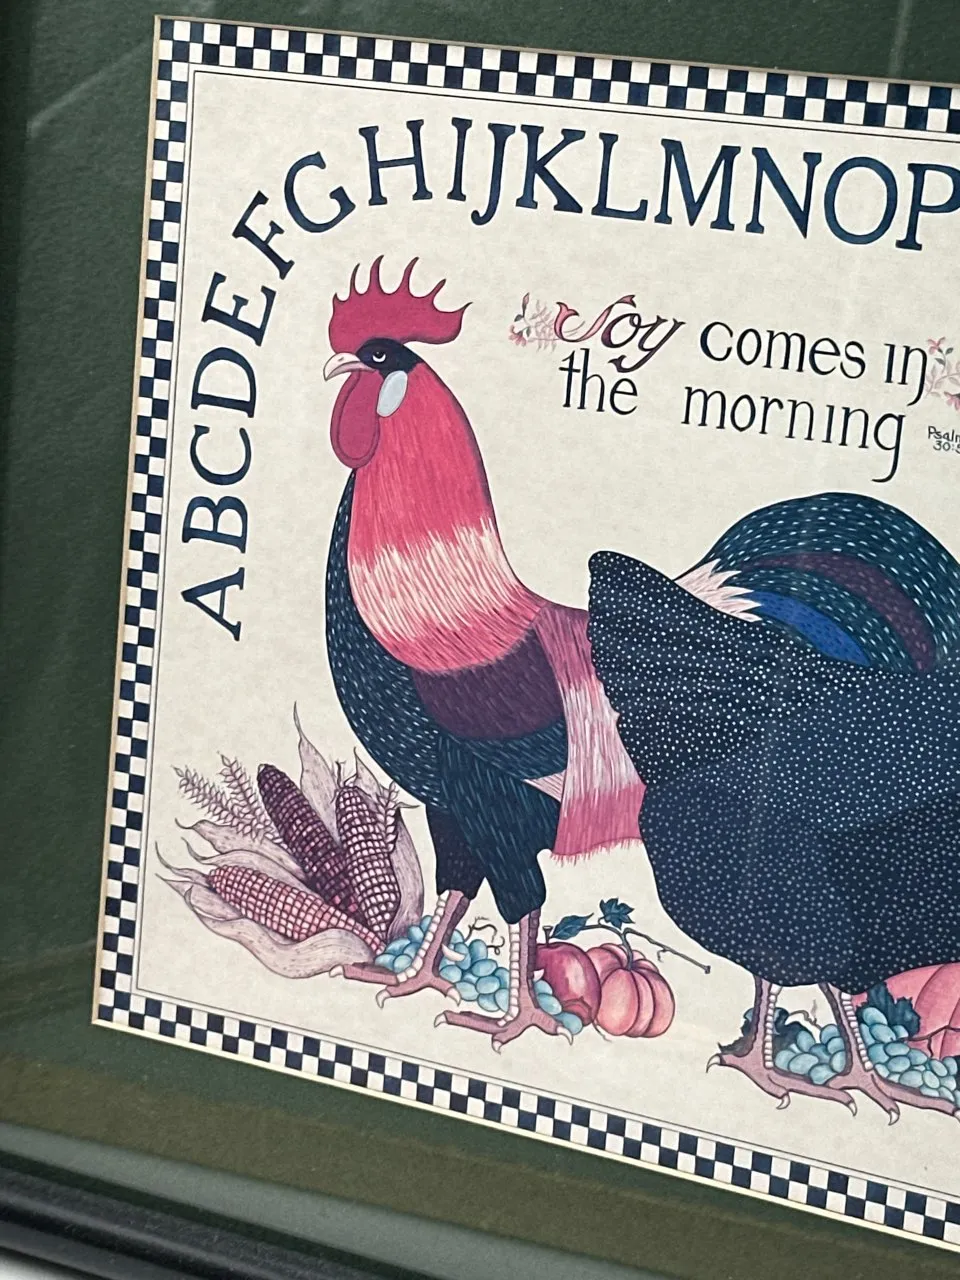 ABCDEFGHIJKLMNOP
Joy comes in
the morning
Psalm
30:5